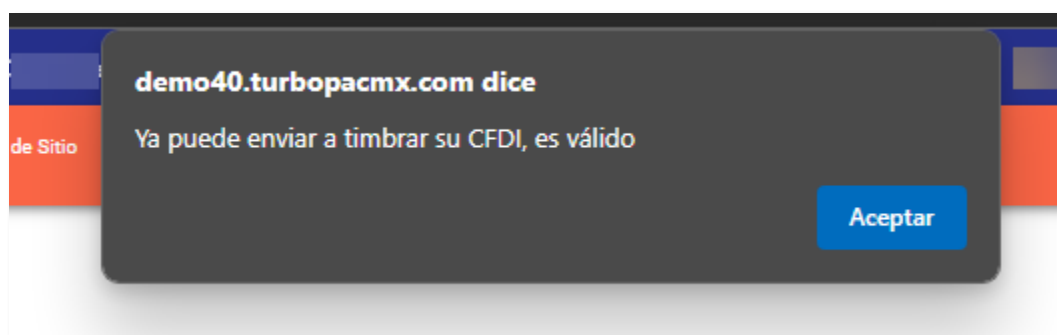 demo40.turbopacmx.com dice
de Sitio
Ya puede enviar a timbrar su CFDI, es válido
Aceptar